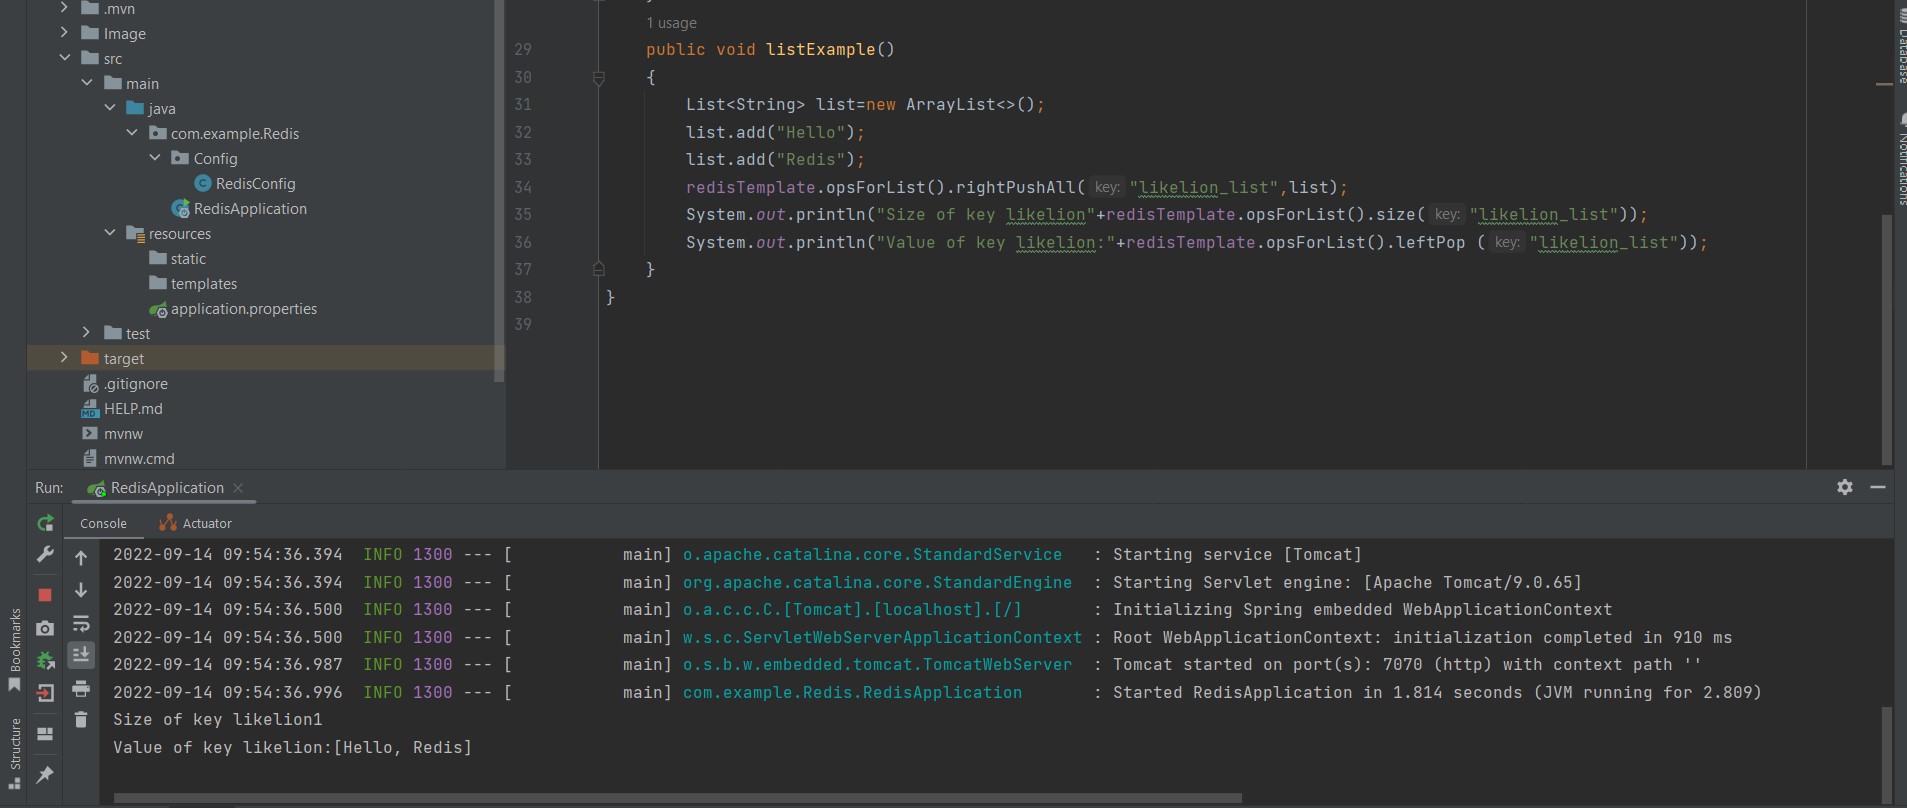 .mvn
Image
src
main
java
com.example.Redis
Config
RedisConfig
RedisApplication
resources
static
templates
application.properties
test
target
.gitignore
HELP.md
mvnw
mvnw.cmd
1 usage
29 public void listExample()
30 {
31 List<String> list=new ArrayList<>();
32 list.add("Hello");
33 list.add("Redis");
34 redisTemplate.opsForList().rightPushAll( key: "likelion_list",list);
35 System.out.println("Size of key likelion"+redisTemplate.opsForList().size( key: "likelion_list"));
36 System.out.println("Value of key likelion:"+redisTemplate.opsForList().leftPop ( key: "likelion_list"));
37 }
38 }
39
Database
Notifications
Run: RedisApplication
Console Actuator
2022-09-14 09:54:36.394 INFO 1300 --- [ main] o.apache.catalina.core.StandardService : Starting service [Tomcat]
2022-09-14 09:54:36.394 INFO 1300 --- [ main] org.apache.catalina.core.StandardEngine : Starting Servlet engine: [Apache Tomcat/9.0.65]
2022-09-14 09:54:36.500 INFO 1300 --- [ main] o.a.c.c.C.[Tomcat].[localhost].[/] : Initializing Spring embedded WebApplicationContext
2022-09-14 09:54:36.500 INFO 1300 --- [ main] w.s.c.ServletWebServerApplicationContext : Root WebApplicationContext: initialization completed in 910 ms
2022-09-14 09:54:36.987 INFO 1300 --- [ main] o.s.b.w.embedded.tomcat.TomcatWebServer : Tomcat started on port(s): 7070 (http) with context path ''
2022-09-14 09:54:36.996 INFO 1300 --- [ main] com.example.Redis.RedisApplication : Started RedisApplication in 1.814 seconds (JVM running for 2.809)
Size of key likelion1
Value of key likelion:[Hello, Redis]
Bookmarks
Structure